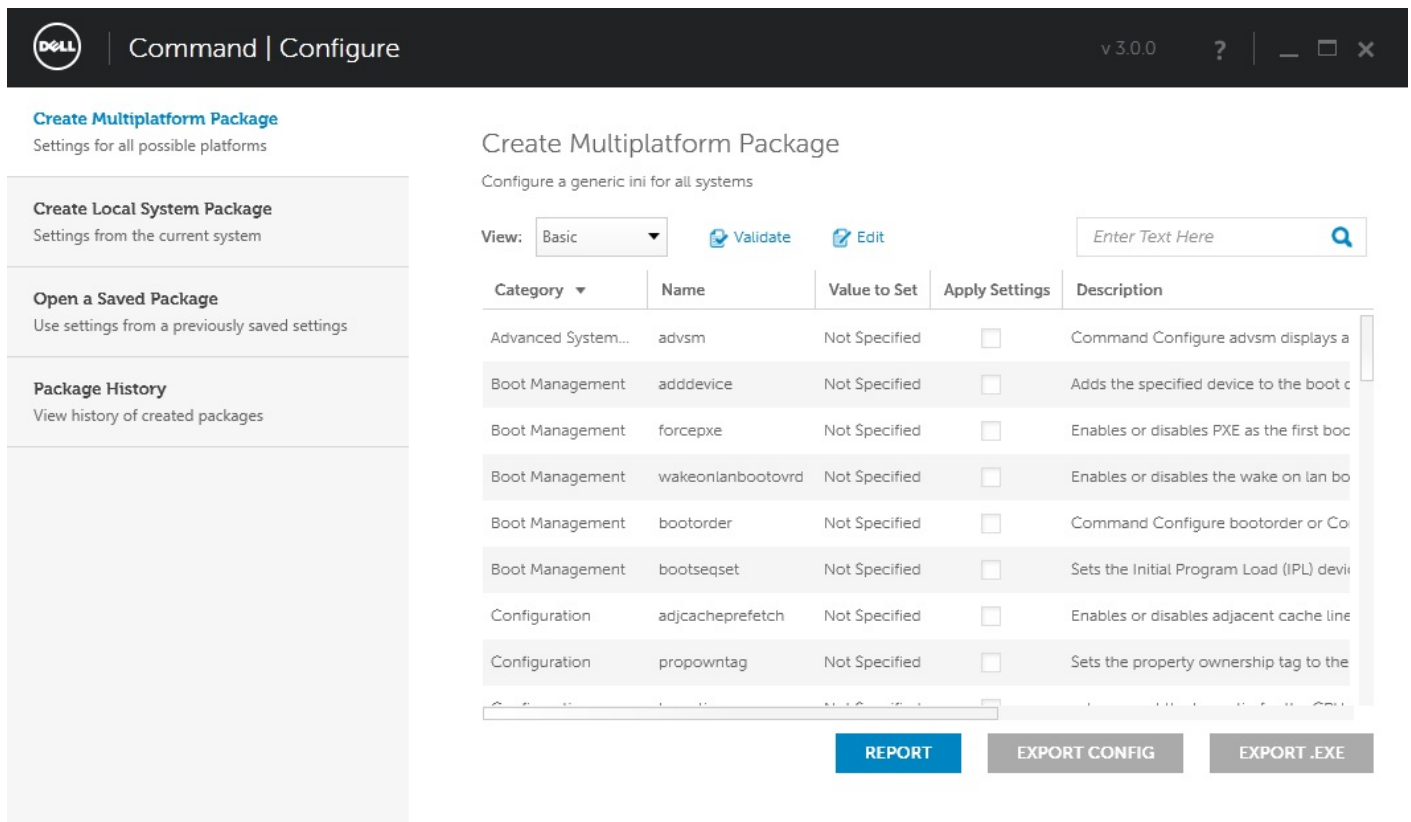 DELL
Command | Configure
v 3.0.0
?
Create Multiplatform Package
Settings for all possible platforms
Create Local System Package
Settings from the current system
Open a Saved Package
Use settings from a previously saved settings
Package History
View history of created packages
Create Multiplatform Package
Configure a generic ini for all systems
View: Basic Validate Edit Enter Text Here
Category Name Value to Set Apply Settings Description
Advanced System... advsm Not Specified Command Configure advsm displays a
Boot Management adddevice Not Specified Adds the specified device to the boot
Boot Management forcepxe Not Specified Enables or disables PXE as the first boo
Boot Management wakeonlanbootovrd Not Specified Enables or disables the wake on lan bo
Boot Management bootorder Not Specified Command Configure bootorder or Co
Boot Management bootseqset Not Specified Sets the Initial Program Load (IPL) devi
Configuration adjcacheprefetch Not Specified Enables or disables adjacent cache line
Configuration propowntag Not Specified Sets the property ownership tag to the
REPORT EXPORT CONFIG EXPORT .EXE